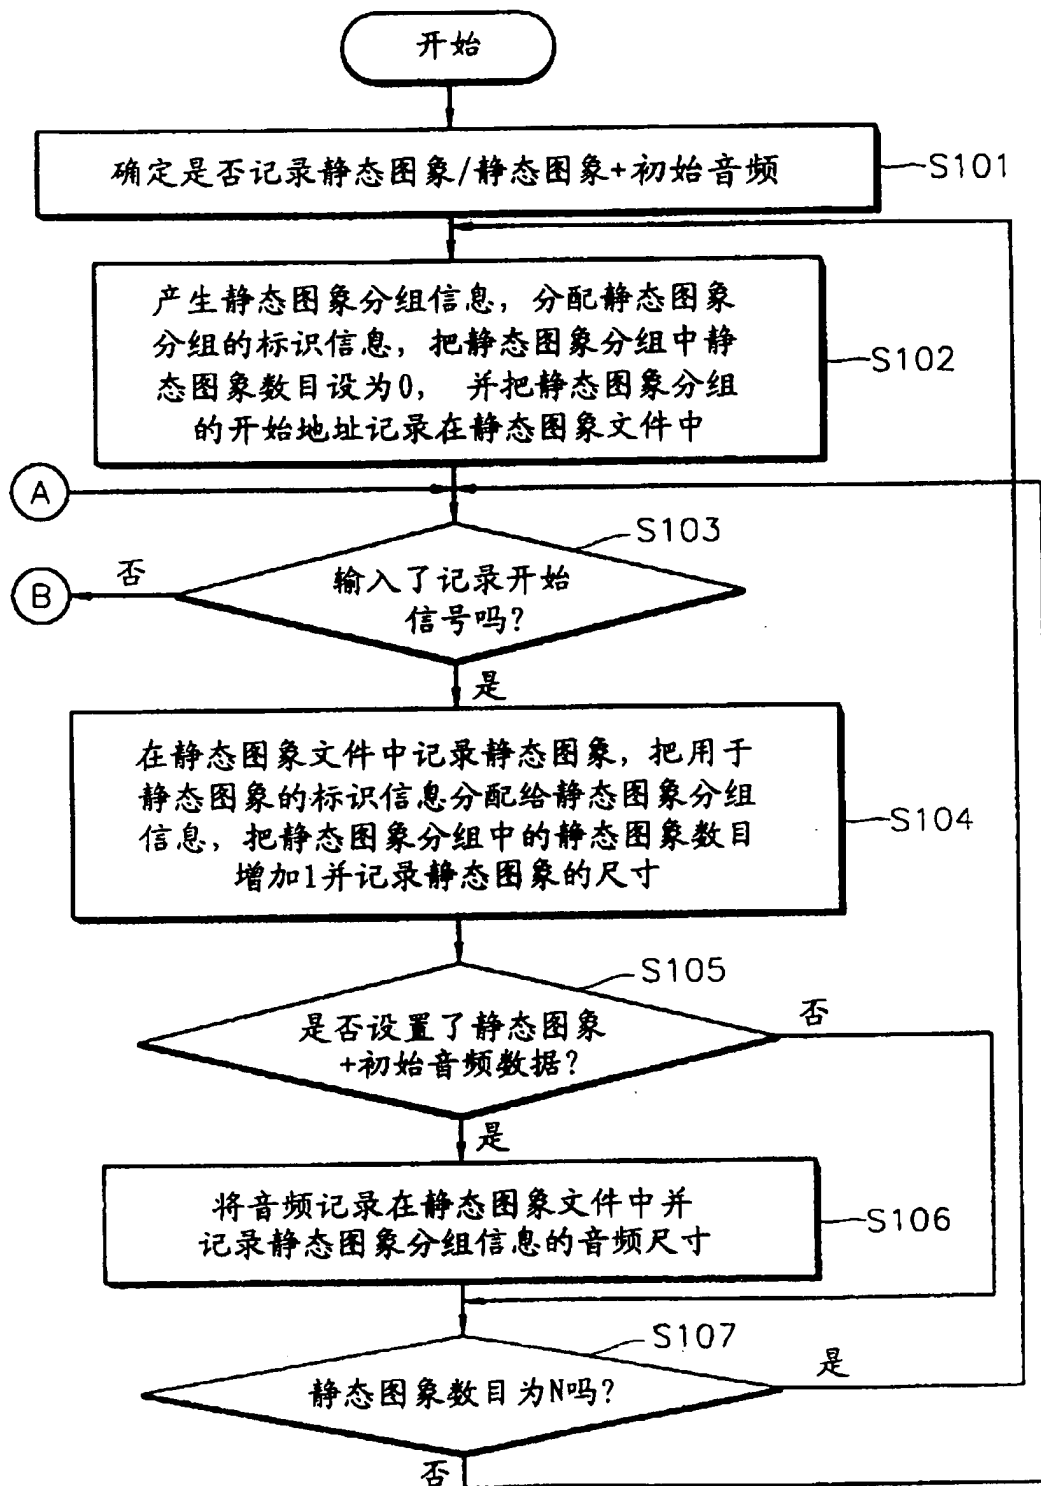 开始
确定是否记录静态图象/静态图象+初始音频
S101
产生静态图象分组信息，分配静态图象
分组的标识信息，把静态图象分组中静
态图象数目设为0， 并把静态图象分组
的开始地址记录在静态图象文件中
S102
A
S103
否
B
输入了记录开始
信号吗？
是
在静态图象文件中记录静态图象，把用于
静态图象的标识信息分配给静态图象分组
信息，把静态图象分组中的静态图象数目
增加1并记录静态图象的尺寸
S104
S105
是否设置了静态图象
+初始音频数据？
否
是
将音频记录在静态图象文件中并
记录静态图象分组信息的音频尺寸
S106
S107
静态图象数目为N吗？
是
否